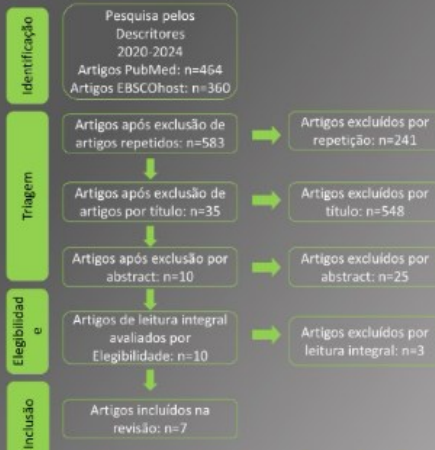 Identificação
Pesquisa pelos
Descritores
2020-2024
Artigos PubMed: n=464
Artigos EBSCOhost: n=360
Triagem
Artigos após exclusão de
artigos repetidos: n=583
Artigos excluídos por
repetição: n=241
Artigos após exclusão de
artigos por título: n=35
Artigos excluídos por
título: n=548
Artigos após exclusão por
abstract: n=10
Artigos excluídos por
abstract: n=25
Elegibilidad
e
Artigos de leitura integral
avaliados por
Elegibilidade: n=10
Artigos excluídos por
leitura integral: n=3
Inclusão
Artigos incluídos na
revisão: n=7